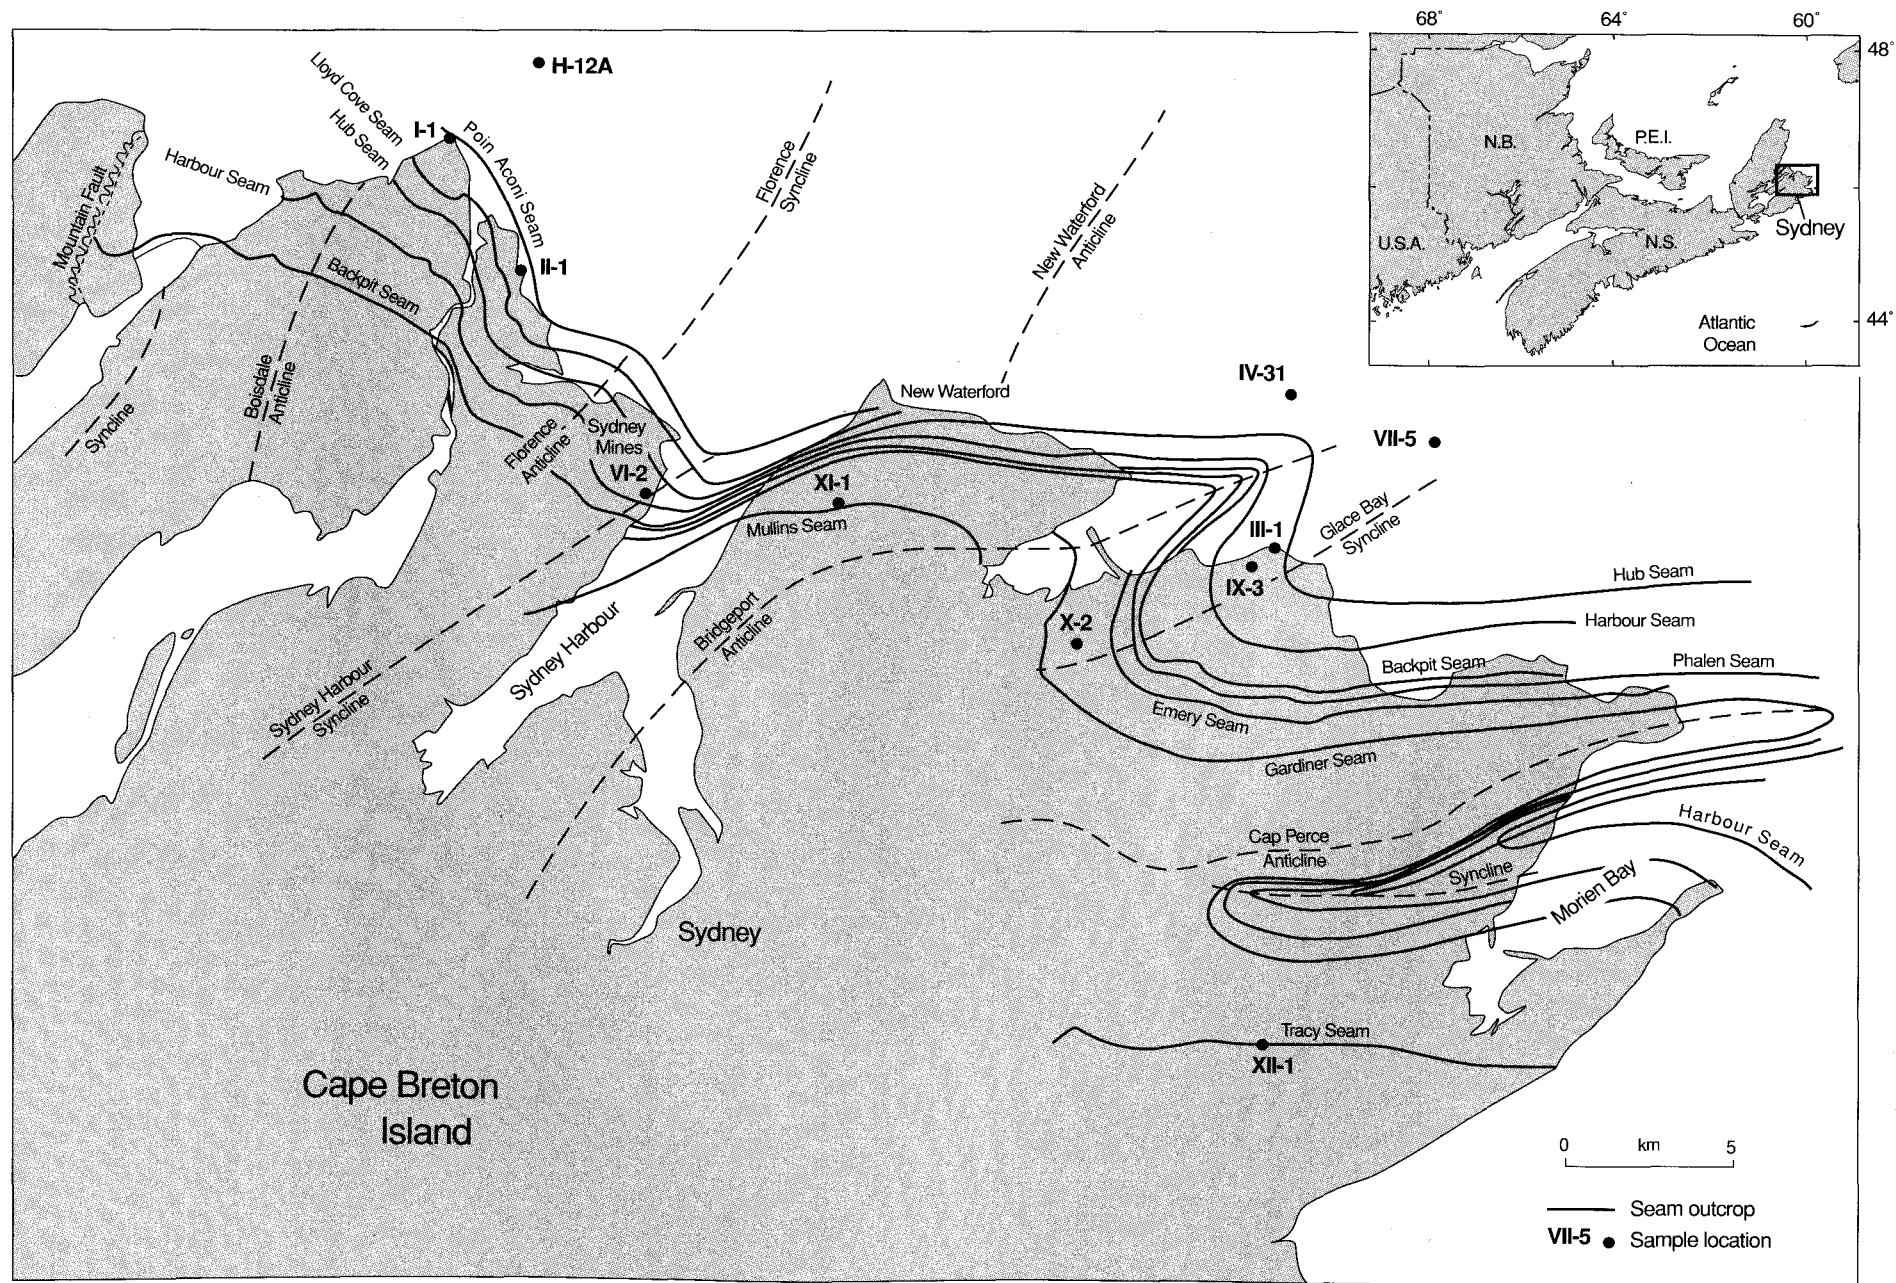 68°
64°
60°
48°
44°
N.B.
P.E.I.
U.S.A.
N.S.
Sydney
Atlantic
Ocean
H-12A
Lloyd Cove Seam
Hub Seam
I-1
Poin Aconi Seam
Harbour Seam
Mountain Fault
II-1
Backpit Seam
Florence
Syncline
New Waterford
Anticline
Syncline
Boisdale
Anticline
Florence
Anticline
Sydney
Mines
VI-2
New Waterford
IV-31
VII-5
XI-1
Mullins Seam
III-1
Glace Bay
Syncline
IX-3
Hub Seam
X-2
Harbour Seam
Sydney Harbour
Bridgeport
Anticline
Sydney Harbour
Syncline
Backpit Seam
Phalen Seam
Emery Seam
Gardiner Seam
Cap Perce
Anticline
Harbour Seam
Syncline
Morien Bay
Sydney
Tracy Seam
XII-1
Cape Breton
Island
0 km 5
Seam outcrop
VII-5 Sample location